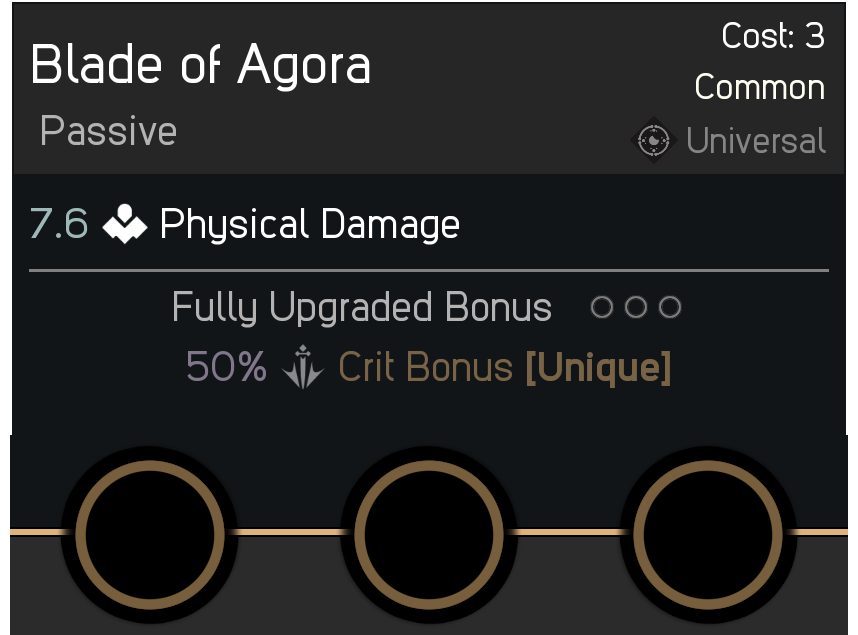 Blade of Agora
Cost: 3
Common
Passive
Universal
7.6 Physical Damage
Fully Upgraded Bonus
50% Crit Bonus [Unique]